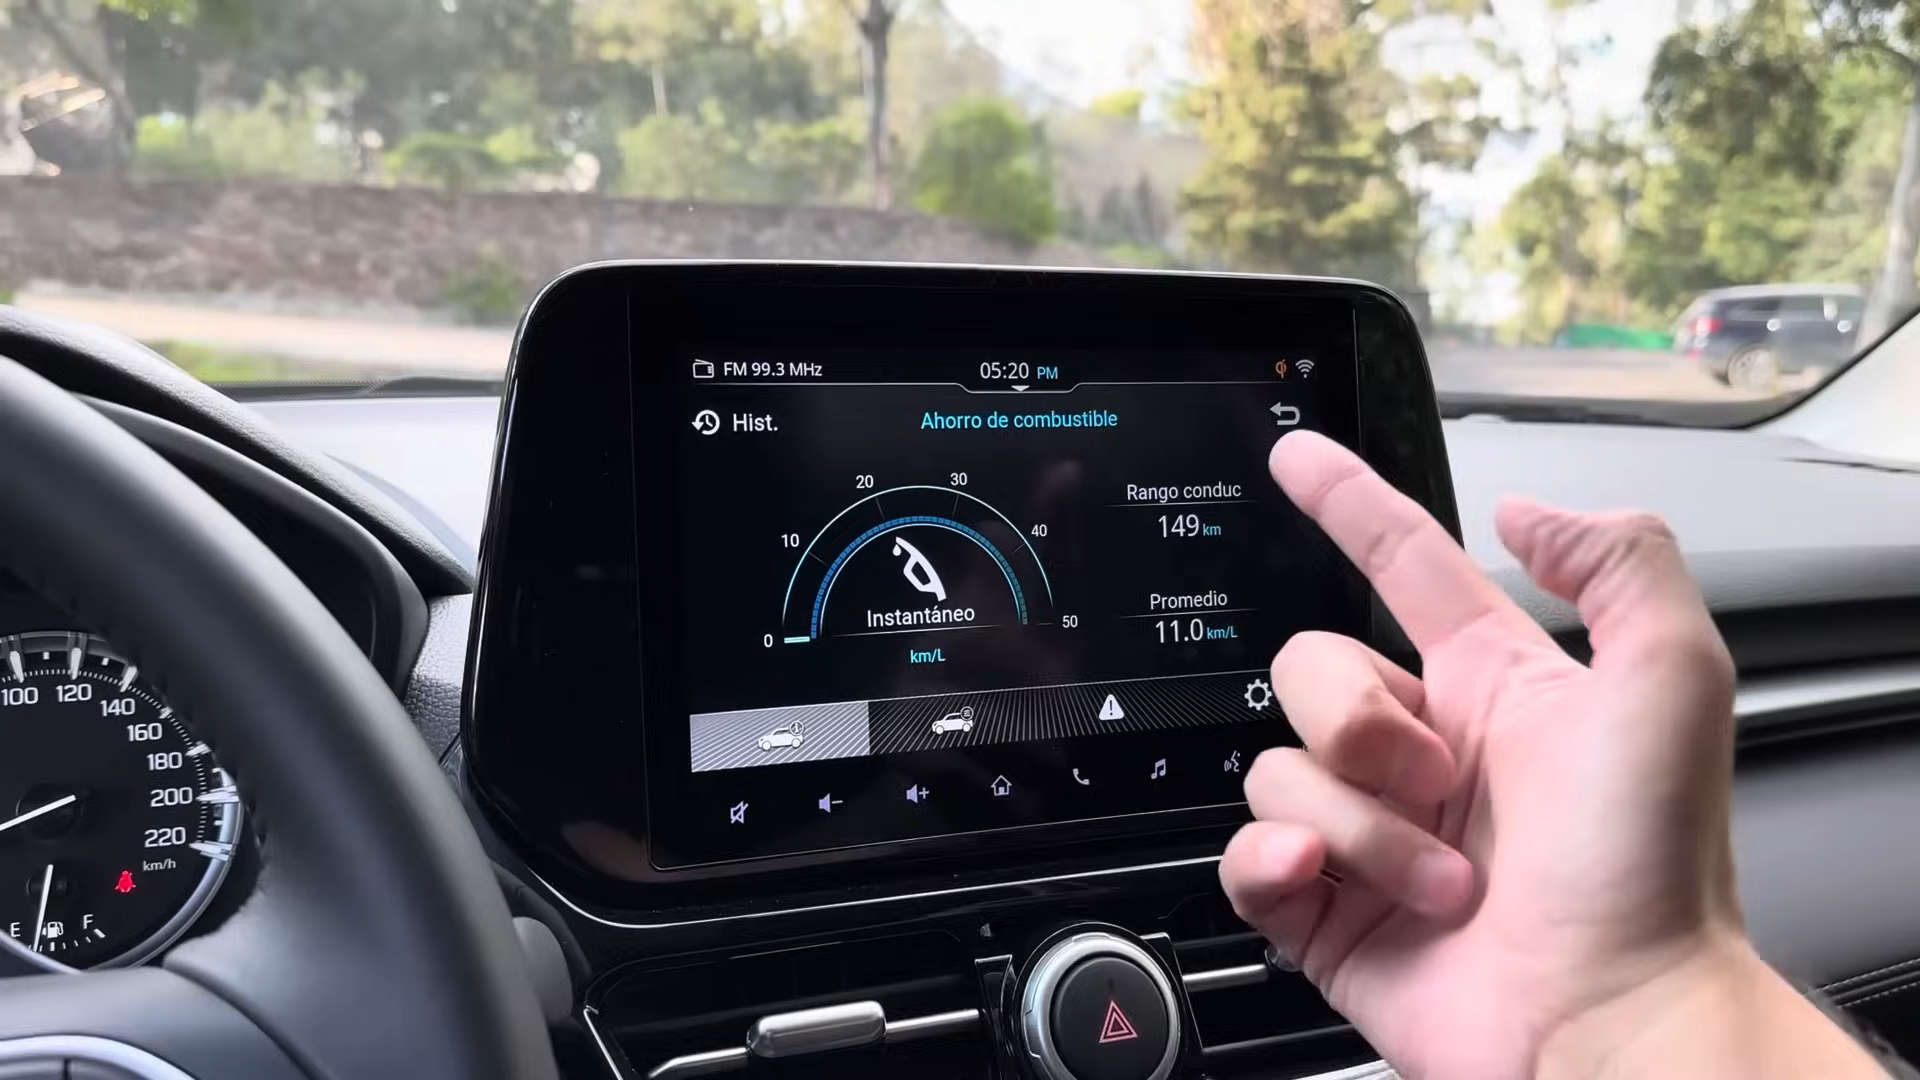 FM 99.3 MHz
05:20 PM
Hist.
Ahorro de combustible
0
10
20
30
40
50
Instantáneo
km/L
Rango conduc
149 km
Promedio
11.0 km/L
100
120
140
160
180
200
220
km/h
E
F